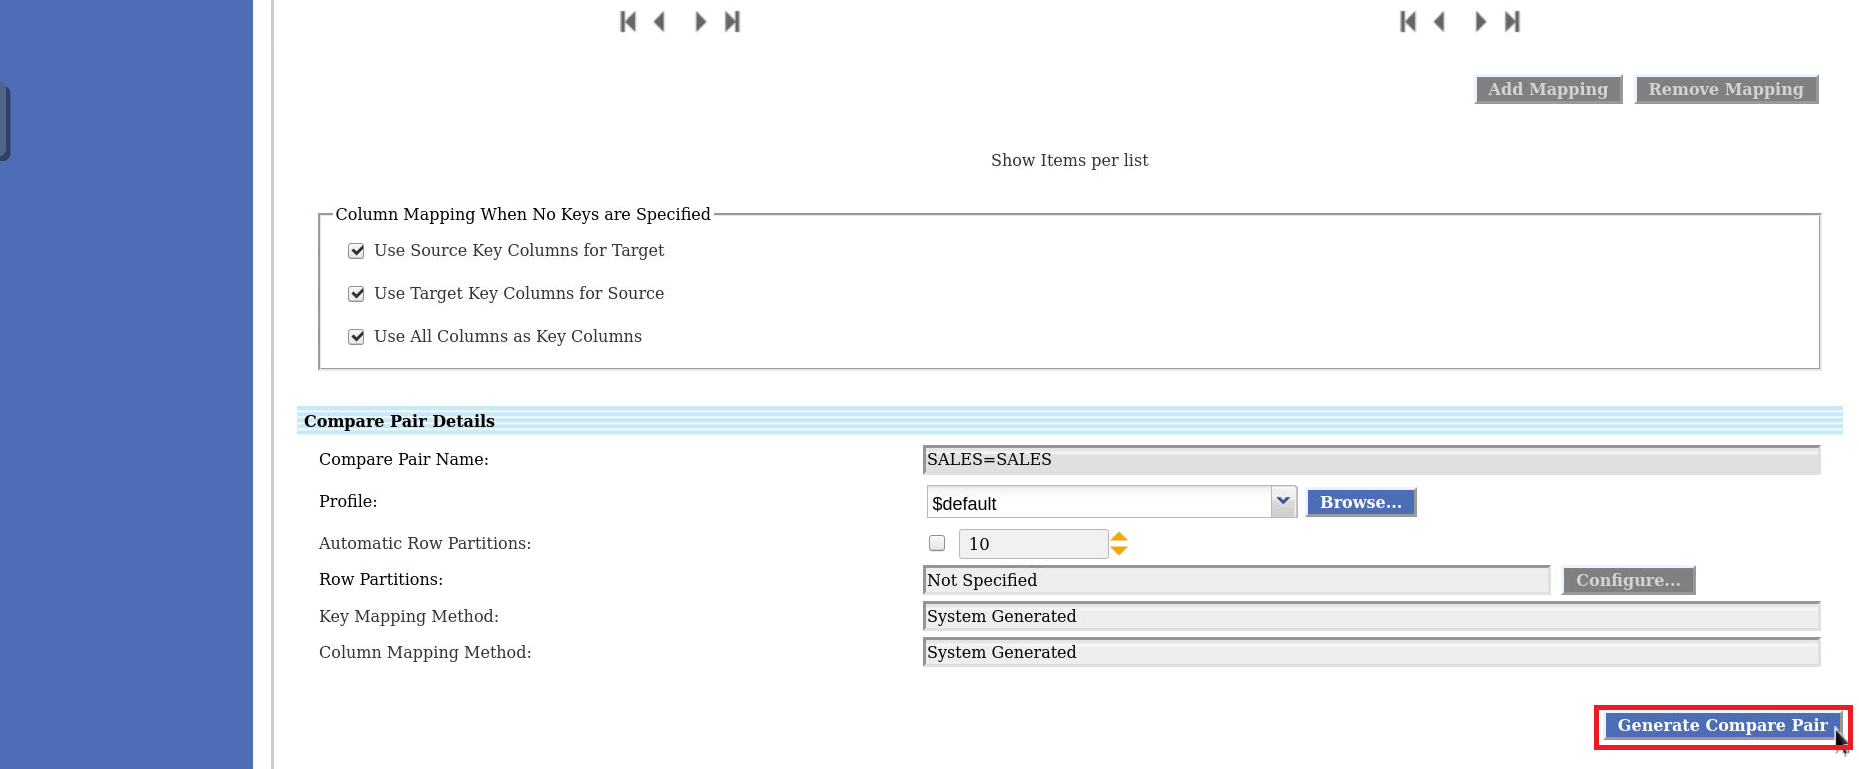 Add Mapping Remove Mapping
Show Items per list
Column Mapping When No Keys are Specified
Use Source Key Columns for Target
Use Target Key Columns for Source
Use All Columns as Key Columns
Compare Pair Details
Compare Pair Name: SALES=SALES
Profile: $default Browse...
Automatic Row Partitions: 10
Row Partitions: Not Specified Configure...
Key Mapping Method: System Generated
Column Mapping Method: System Generated
Generate Compare Pair